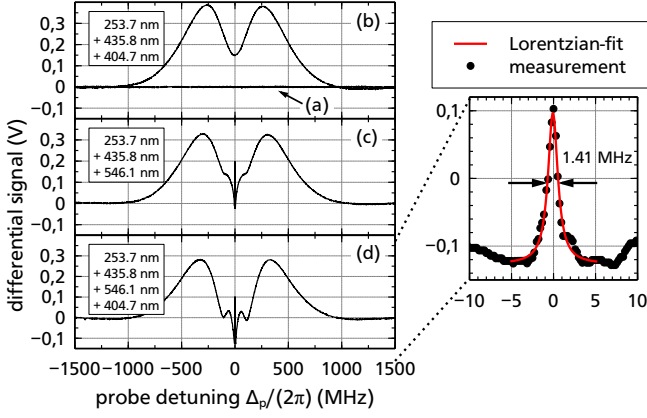 differential signal (V)
0,3
0,2
0,1
0
−0,1
253.7 nm
+ 435.8 nm
+ 404.7 nm
(b)
(a)
0,3
0,2
0,1
0
253.7 nm
+ 435.8 nm
+ 546.1 nm
(c)
0,3
0,2
0,1
0
−0,1
253.7 nm
+ 435.8 nm
+ 546.1 nm
+ 404.7 nm
(d)
−1500 −1000 −500 0 500 1000 1500
probe detuning Δp/(2π) (MHz)
Lorentzian-fit
measurement
0,1
0
−0,1
1.41 MHz
−10 −5 0 5 10